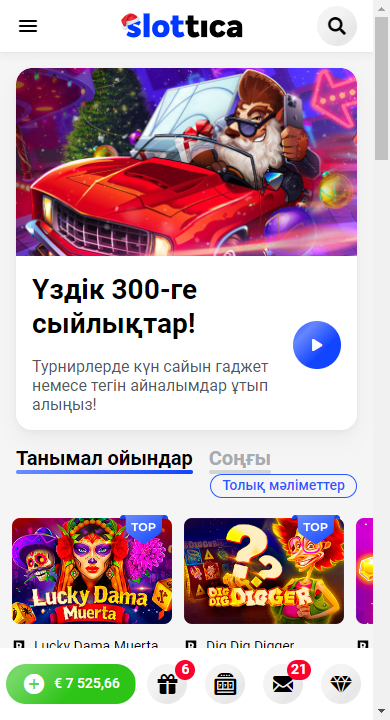 slottica
Үздік 300-ге
сыйлықтар!
Турнирлерде күн сайын гаджет
немесе тегін айналымдар ұтып
алыңыз!
Танымал ойындар
Соңғы
Толық мәліметтер
TOP
TOP
Lucky Dama
Muerta
DIG DIG DIGGER
Lucky Dama Muerta
Dig Dig Digger
6
21
€ 7 525,66